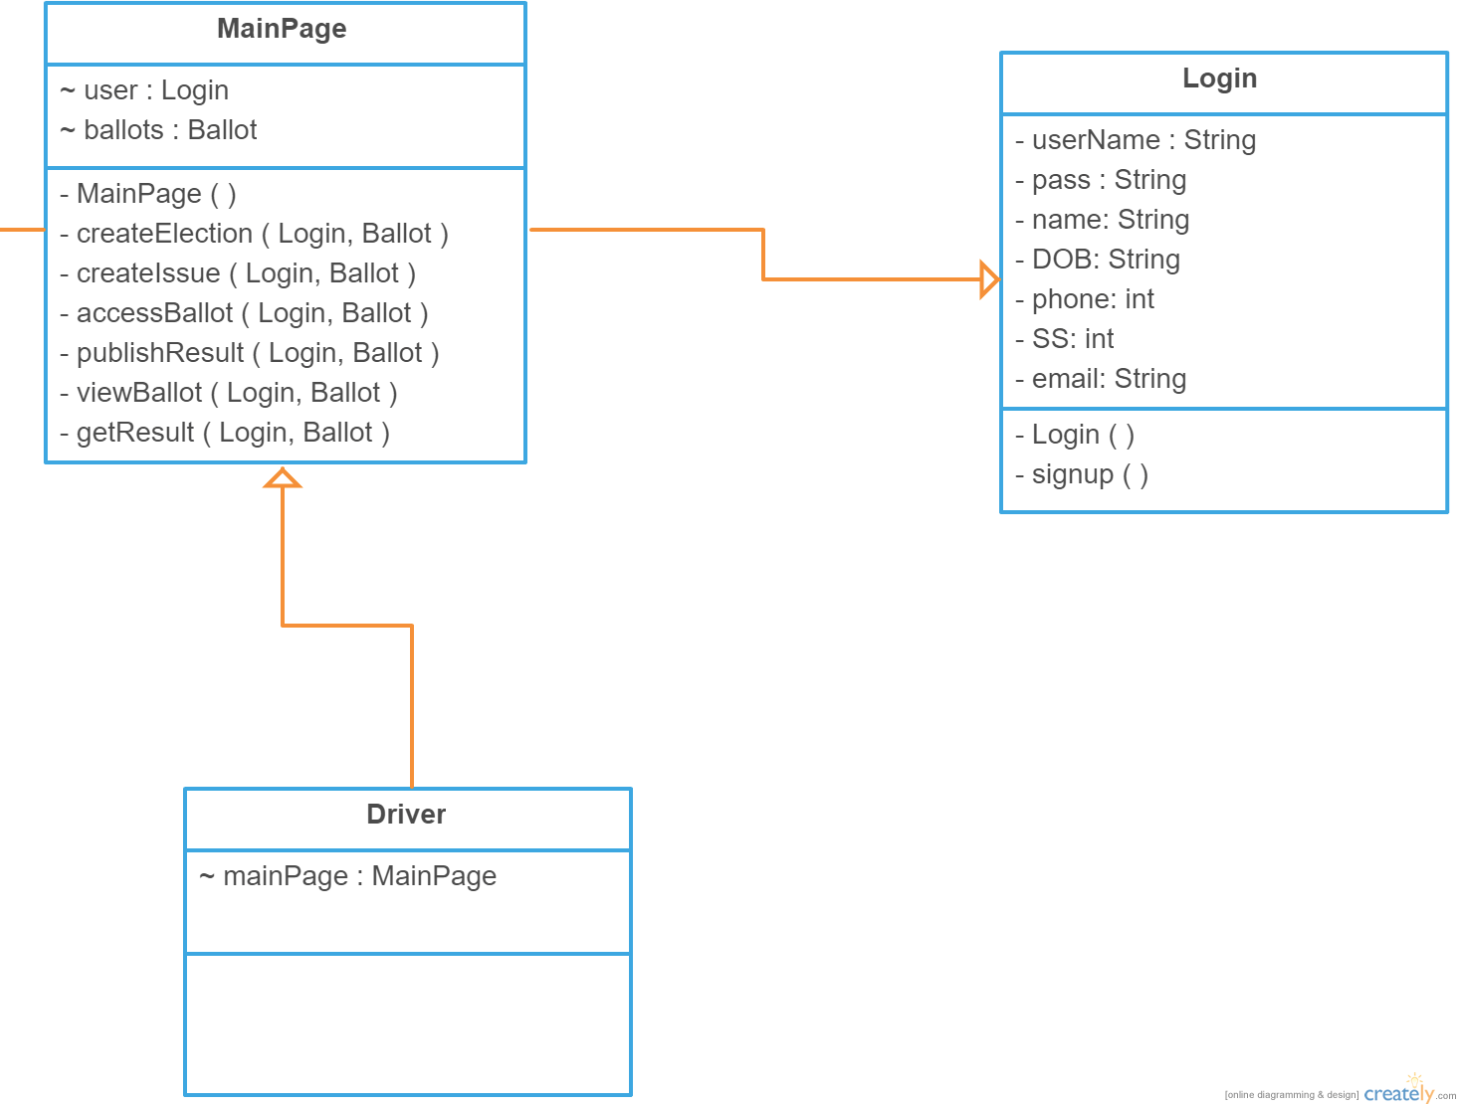 MainPage
~ user : Login
~ ballots : Ballot
- MainPage ( )
- createElection ( Login, Ballot )
- createIssue ( Login, Ballot )
- accessBallot ( Login, Ballot )
- publishResult ( Login, Ballot )
- viewBallot ( Login, Ballot )
- getResult ( Login, Ballot )
Login
- userName : String
- pass : String
- name: String
- DOB: String
- phone: int
- SS: int
- email: String
- Login ( )
- signup ( )
Driver
~ mainPage : MainPage
[online diagramming & design] creately.com